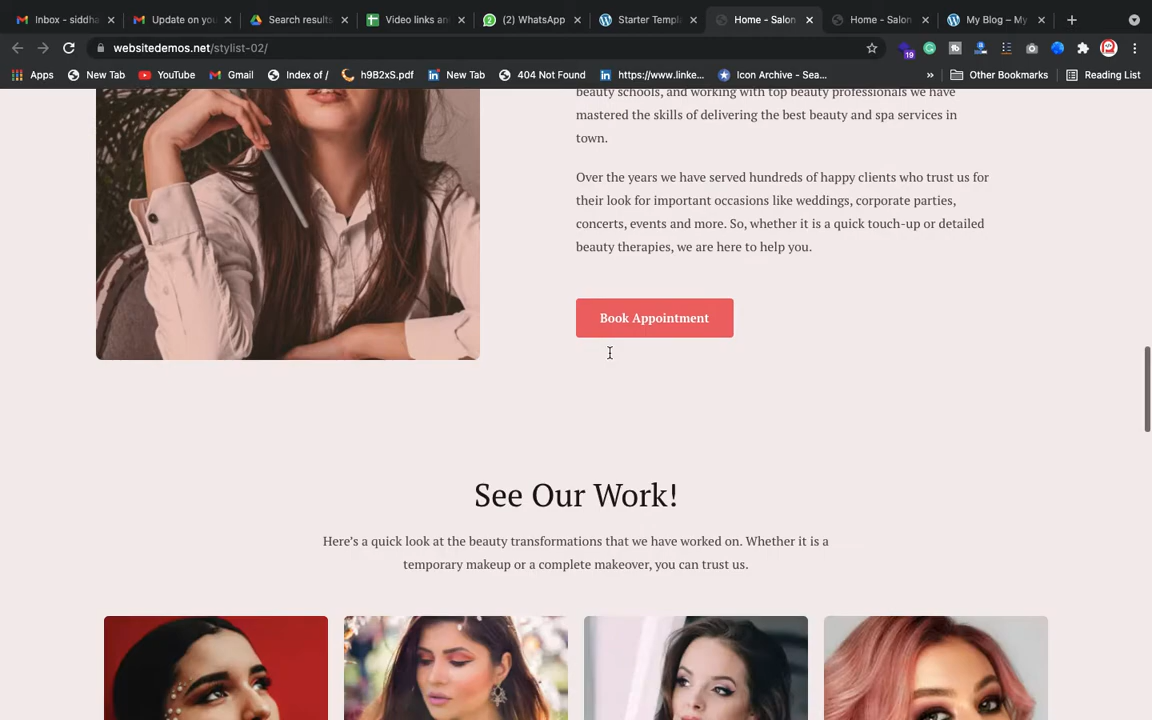 Inbox - siddha
Update on you
Search results
Video links an
(2) WhatsApp
Starter Templ
Home - Salon
Home - Salon
My Blog – My
websitedemos.net/stylist-02/
19
Apps
New Tab
YouTube
Gmail
Index of /
h9B2xS.pdf
New Tab
404 Not Found
https://www.linke...
Icon Archive - Sea...
»
Other Bookmarks
Reading List
beauty schools, and working with top beauty professionals we have
mastered the skills of delivering the best beauty and spa services in
town.
Over the years we have served hundreds of happy clients who trust us for
their look for important occasions like weddings, corporate parties,
concerts, events and more. So, whether it is a quick touch-up or detailed
beauty therapies, we are here to help you.
Book Appointment
See Our Work!
Here's a quick look at the beauty transformations that we have worked on. Whether it is a
temporary makeup or a complete makeover, you can trust us.